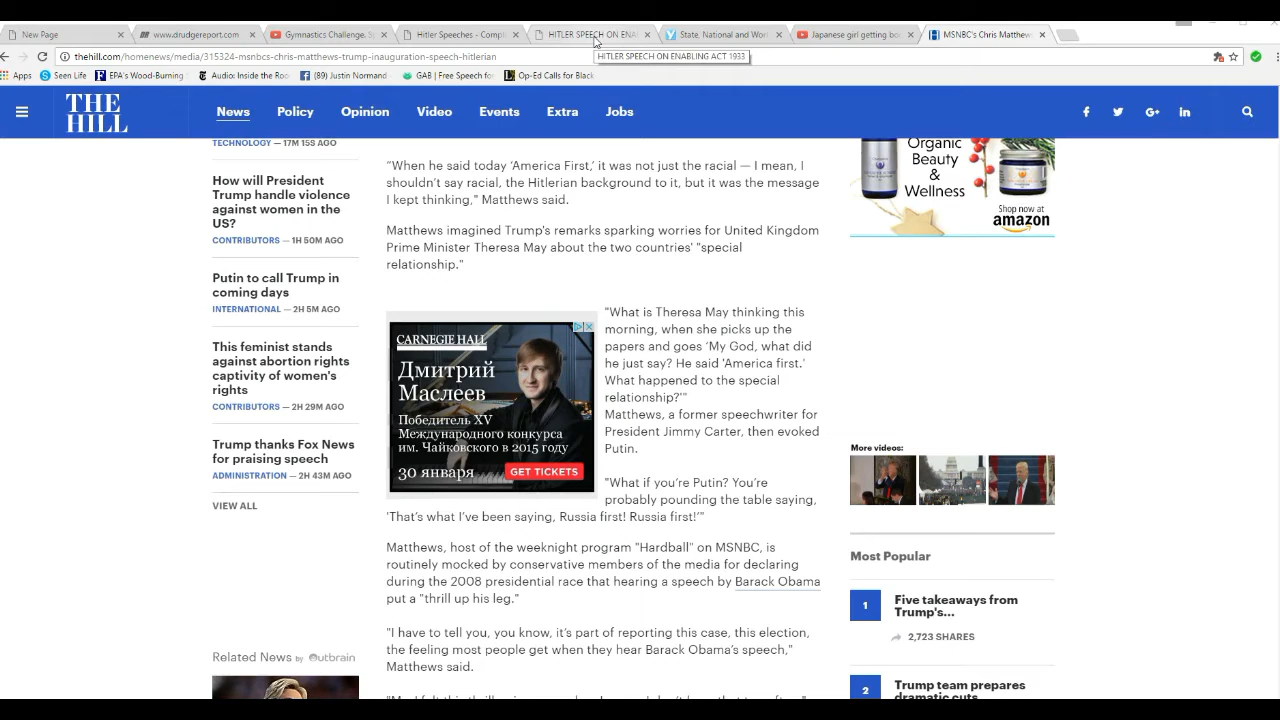 New Page
www.drudgereport.com
Gymnastics Challenge, S
Hitler Speeches - Compl
HITLER SPEECH ON ENA
State, National and Wor
Japanese girl getting bo
MSNBC's Chris Matthews
thehill.com/homenews/media/315324-msnbcs-chris-matthews-trump-inauguration-speech-hitlerian
HITLER SPEECH ON ENABLING ACT 1933
Apps
Seen Life
EPA's Wood-Burning
Audio: Inside the Roo
(89) Justin Normand
GAB | Free Speech fo
Op-Ed Calls for Black
THE
HILL
News
Policy
Opinion
Video
Events
Extra
Jobs
TECHNOLOGY — 17M 15S AGO
How will President
Trump handle violence
against women in the
US?
CONTRIBUTORS — 1H 50M AGO
Putin to call Trump in
coming days
INTERNATIONAL — 2H 5M AGO
This feminist stands
against abortion rights
captivity of women's
rights
CONTRIBUTORS — 2H 29M AGO
Trump thanks Fox News
for praising speech
ADMINISTRATION — 2H 43M AGO
VIEW ALL
Related News by Outbrain
“When he said today ‘America First,’ it was not just the racial — I mean, I
shouldn’t say racial, the Hitlerian background to it, but it was the message
I kept thinking," Matthews said.
Matthews imagined Trump's remarks sparking worries for United Kingdom
Prime Minister Theresa May about the two countries' "special
relationship."
CARNEGIE HALL
Дмитрий
Маслеев
Победитель XV
Международного конкурса
им. Чайковского в 2015 году
30 января
GET TICKETS
"What is Theresa May thinking this
morning, when she picks up the
papers and goes ‘My God, what did
he just say? He said 'America first.'
What happened to the special
relationship?'"
Matthews, a former speechwriter for
President Jimmy Carter, then evoked
Putin.
"What if you’re Putin? You’re
probably pounding the table saying,
'That’s what I’ve been saying, Russia first! Russia first!’"
Matthews, host of the weeknight program "Hardball" on MSNBC, is
routinely mocked by conservative members of the media for declaring
during the 2008 presidential race that hearing a speech by Barack Obama
put a "thrill up his leg."
"I have to tell you, you know, it’s part of reporting this case, this election,
the feeling most people get when they hear Barack Obama’s speech,"
Matthews said.
Organic
Beauty
&
Wellness
Shop now at
amazon
More videos:
Most Popular
1
Five takeaways from
Trump's...
2,723 SHARES
2
Trump team prepares
dramatic cuts